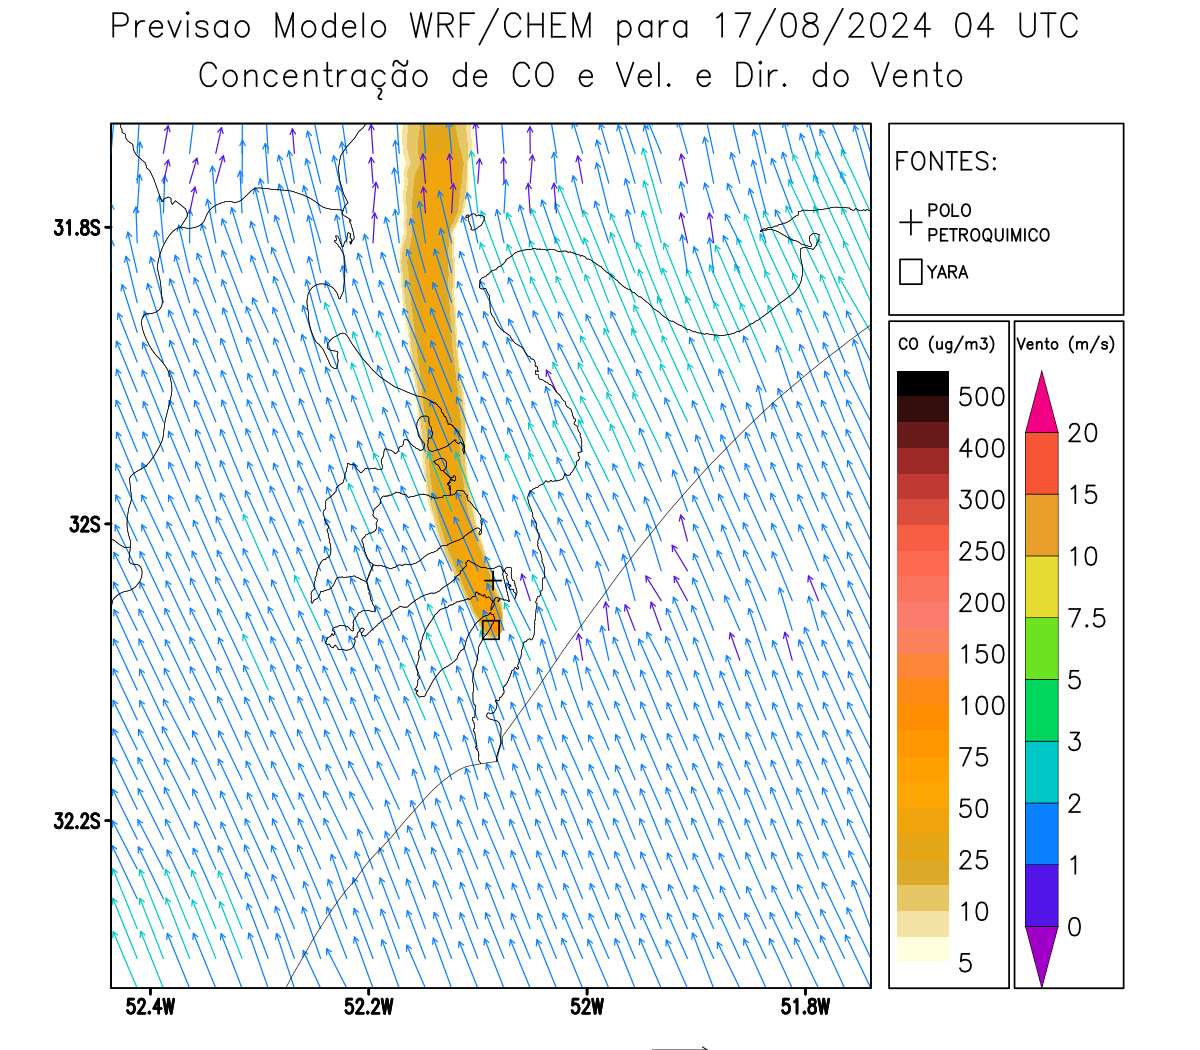 Previsao Modelo WRF/CHEM para 17/08/2024 04 UTC
Concentração de CO e Vel. e Dir. do Vento
FONTES:
POLO
PETROQUIMICO
YARA
31.8S
32S
32.2S
52.4W
52.2W
52W
51.8W
CO (ug/m3)
500
400
300
250
200
150
100
75
50
25
10
5
Vento (m/s)
20
15
10
7.5
5
3
2
1
0